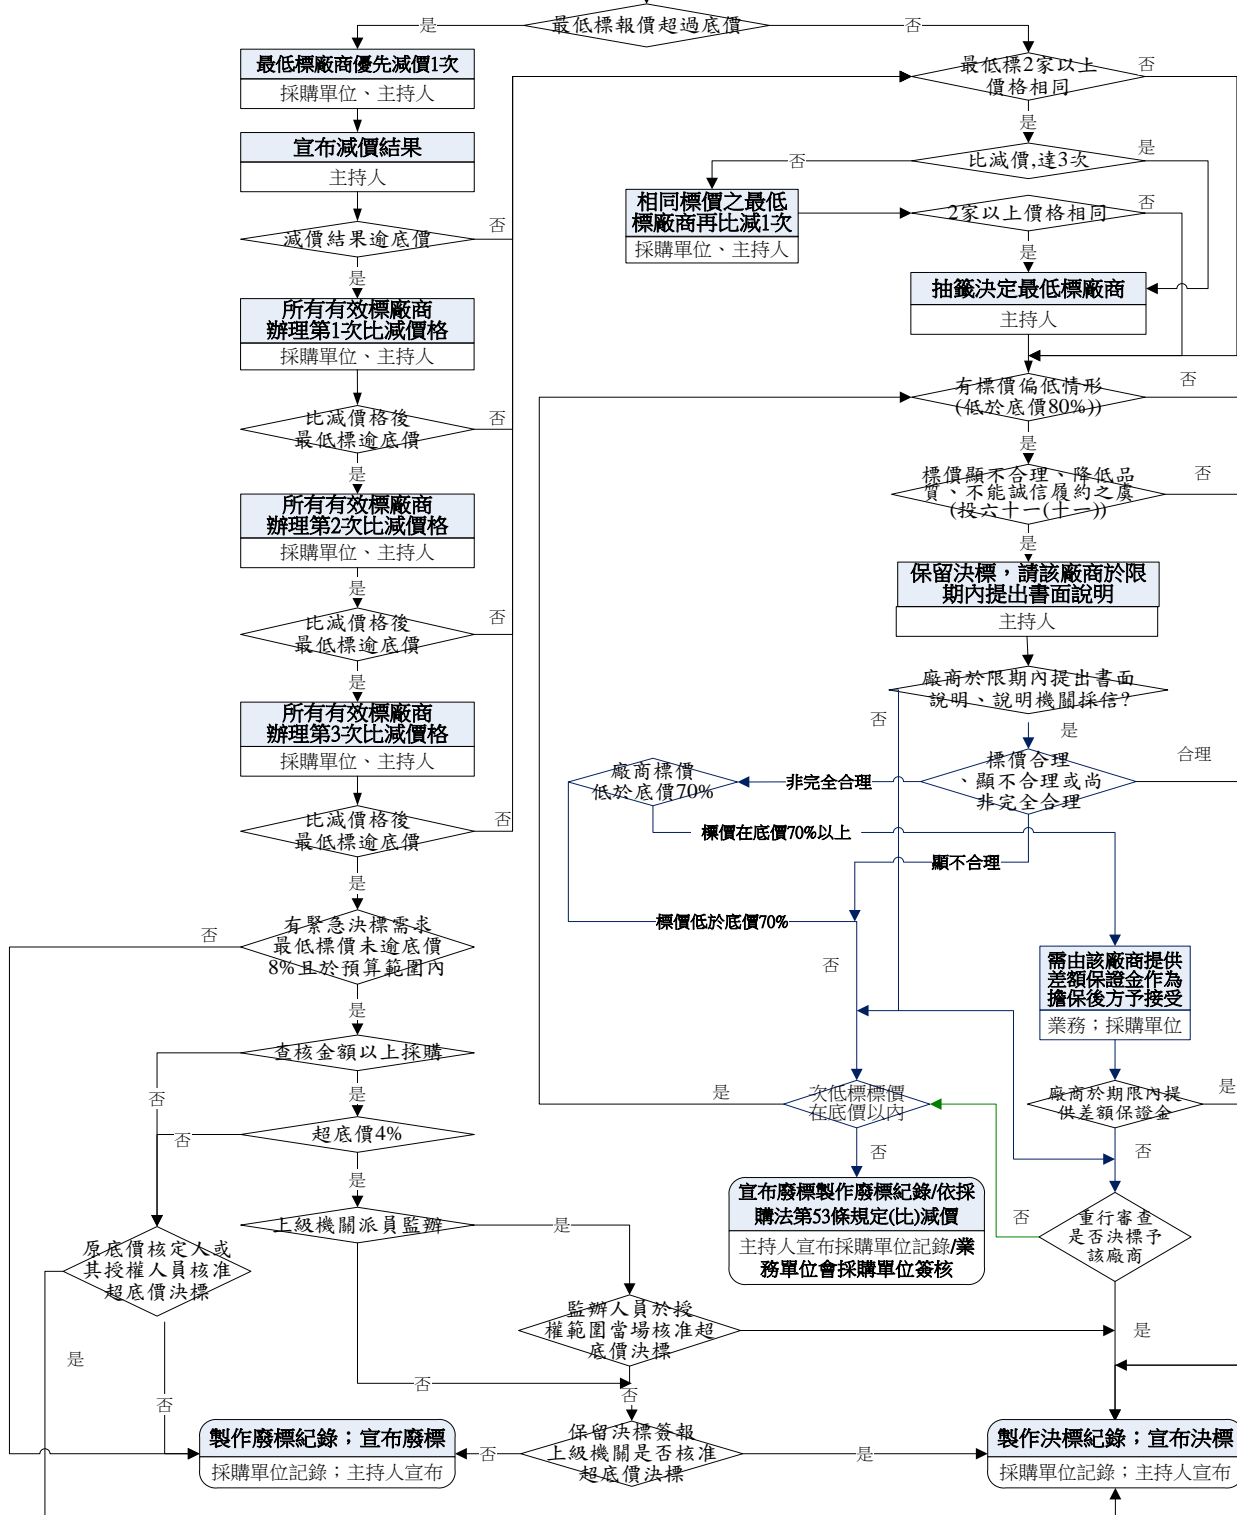 最低標報價超過底價
是
否
最低標廠商優先減價1次
採購單位、主持人
宣布減價結果
主持人
減價結果逾底價
否
是
所有有效標廠商
辦理第1次比減價格
採購單位、主持人
比減價格後
最低標逾底價
否
是
所有有效標廠商
辦理第2次比減價格
採購單位、主持人
比減價格後
最低標逾底價
否
是
所有有效標廠商
辦理第3次比減價格
採購單位、主持人
比減價格後
最低標逾底價
否
是
有緊急決標需求
最低標價未逾底價
8%且於預算範圍內
否
是
查核金額以上採購
否
是
超底價4%
否
是
上級機關派員監辦
是
否
原底價核定人或
其授權人員核准
超底價決標
是
否
監辦人員於授
權範圍當場核准超
底價決標
是
否
保留決標簽報
上級機關是否核准
超底價決標
否
是
製作廢標紀錄；宣布廢標
採購單位記錄；主持人宣布
最低標2家以上
價格相同
否
是
比減價,達3次
否
是
相同標價之最低
標廠商再比減1次
採購單位、主持人
2家以上價格相同
否
是
抽籤決定最低標廠商
主持人
有標價偏低情形
(低於底價80%))
否
是
標價顯不合理、降低品
質、不能誠信履約之虞
(投六十一(十一))
否
是
保留決標，請該廠商於限
期內提出書面說明
主持人
廠商於限期內提出書面
說明、說明機關採信?
否
是
標價合理
、顯不合理或尚
非完全合理
合理
非完全合理
顯不合理
廠商標價
低於底價70%
標價在底價70%以上
標價低於底價70%
否
需由該廠商提供
差額保證金作為
擔保後方予接受
業務；採購單位
廠商於期限內提
供差額保證金
是
否
次低標標價
在底價以內
是
否
宣布廢標製作廢標紀錄/依採
購法第53條規定(比)減價
主持人宣布採購單位記錄/業
務單位會採購單位簽核
重行審查
是否決標予
該廠商
否
製作決標紀錄；宣布決標
採購單位記錄；主持人宣布